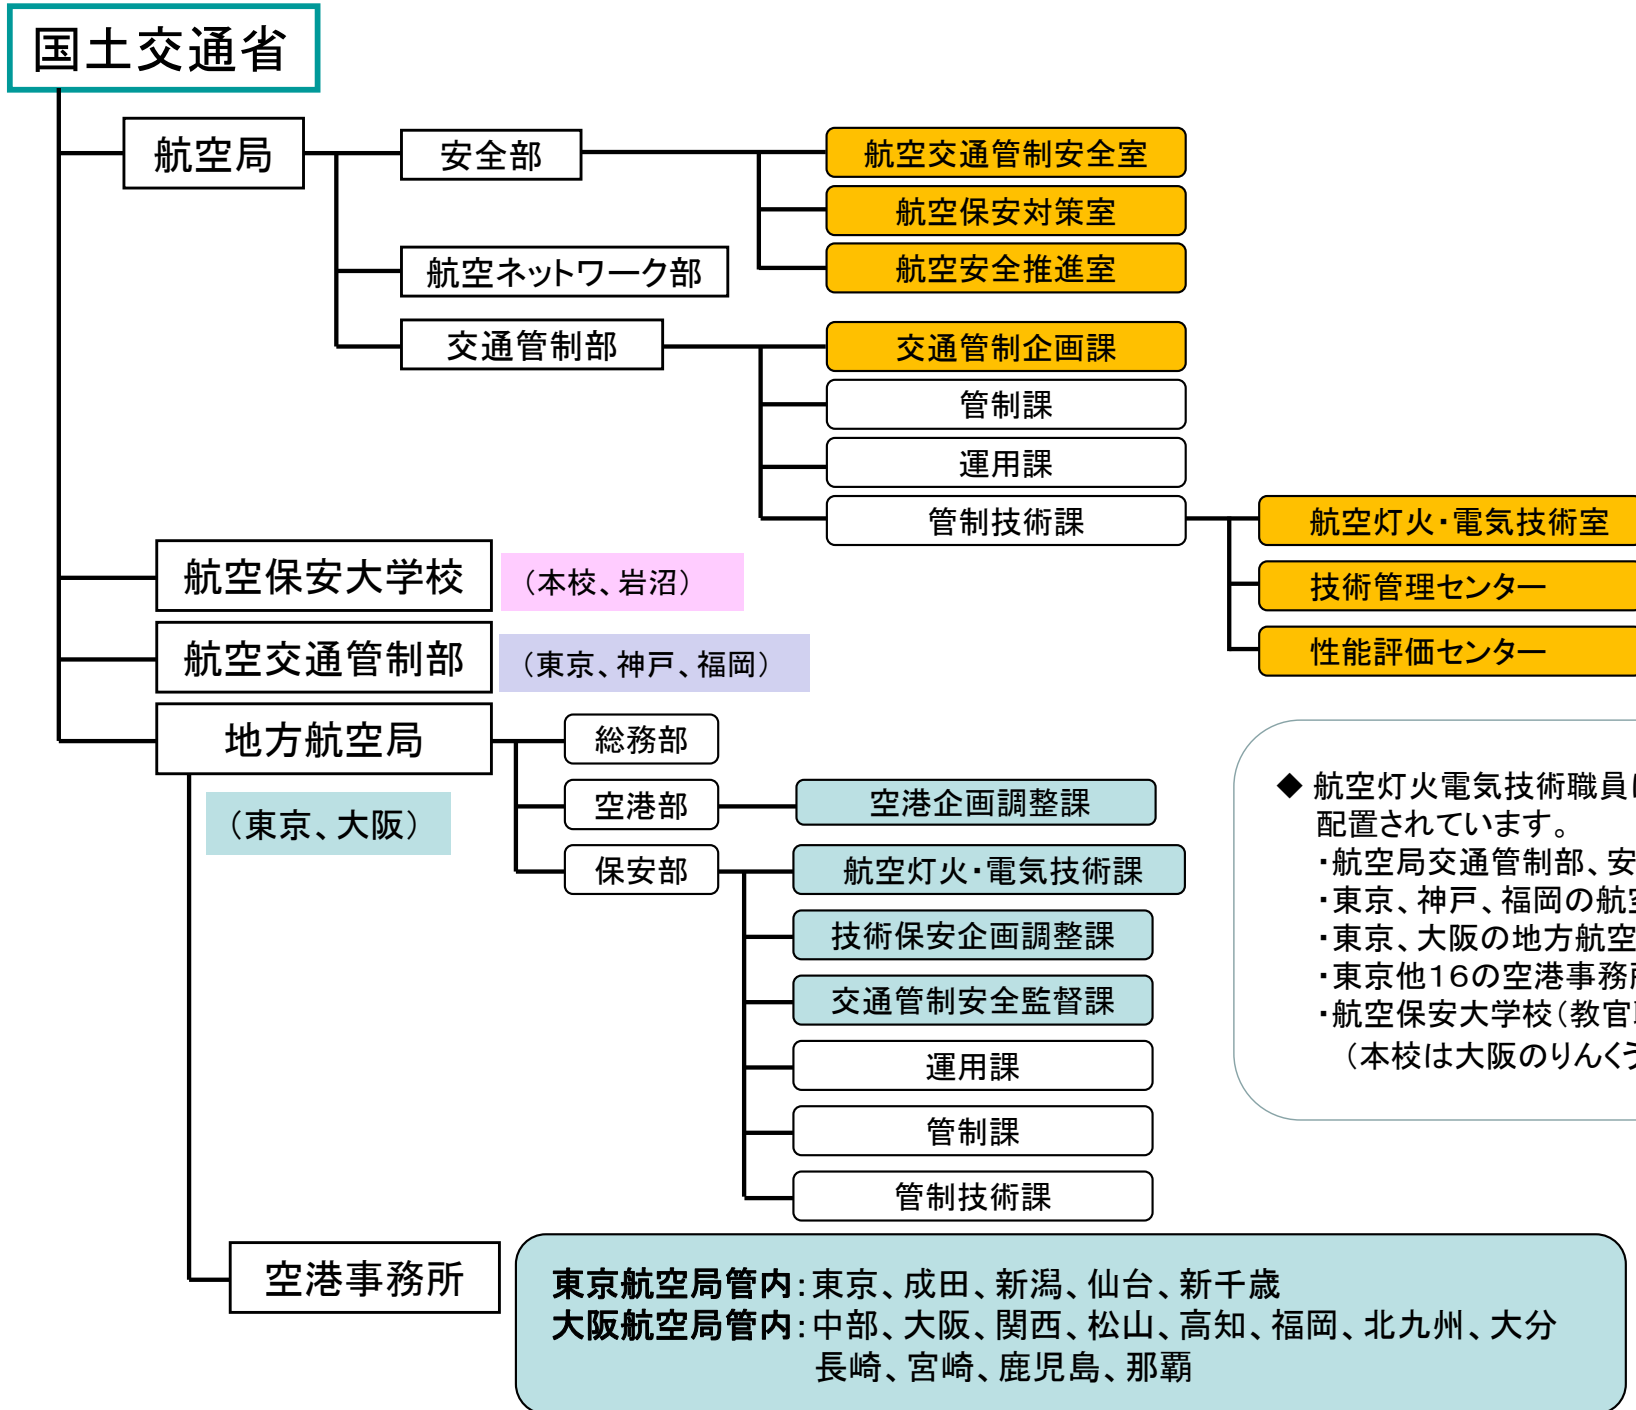 国土交通省
航空局
安全部
航空交通管制安全室
航空保安対策室
航空安全推進室
航空ネットワーク部
交通管制部
交通管制企画課
管制課
運用課
管制技術課
航空灯火・電気技術室
技術管理センター
性能評価センター
航空保安大学校
（本校、岩沼）
航空交通管制部
（東京、神戸、福岡）
地方航空局
（東京、大阪）
総務部
空港部
空港企画調整課
保安部
航空灯火・電気技術課
技術保安企画調整課
交通管制安全監督課
運用課
管制課
管制技術課
◆ 航空灯火電気技術職員
配置されています。
・航空局交通管制部、安
・東京、神戸、福岡の航空
・東京、大阪の地方航空
・東京他１６の空港事務所
・航空保安大学校（教官
（本校は大阪のりんくう
空港事務所
東京航空局管内：東京、成田、新潟、仙台、新千歳
大阪航空局管内：中部、大阪、関西、松山、高知、福岡、北九州、大分
長崎、宮崎、鹿児島、那覇